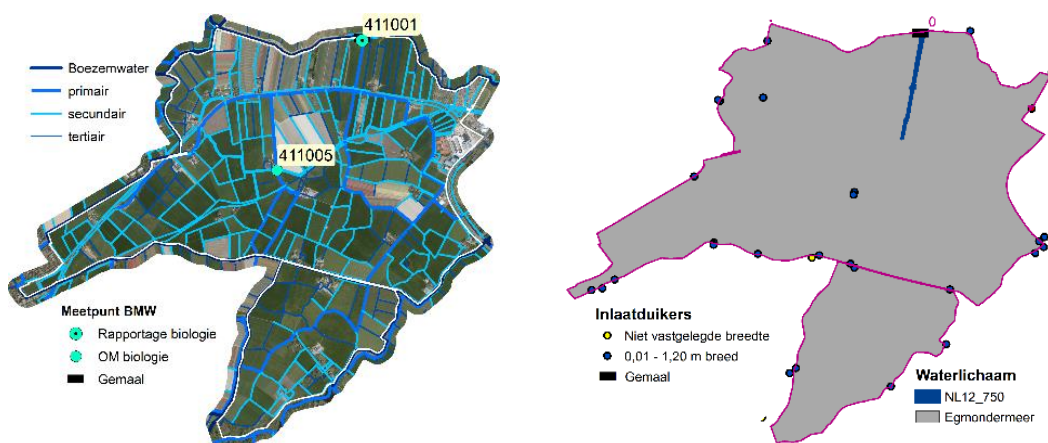 411001
Boezemwater
primair
secundair
tertiair
411005
Meetpunt BMW
Rapportage biologie
OM biologie
Gemaal
0
Inlaatduikers
Niet vastgelegde breedte
0,01 - 1,20 m breed
Gemaal
Waterlichaam
NL12_750
Egmondermeer